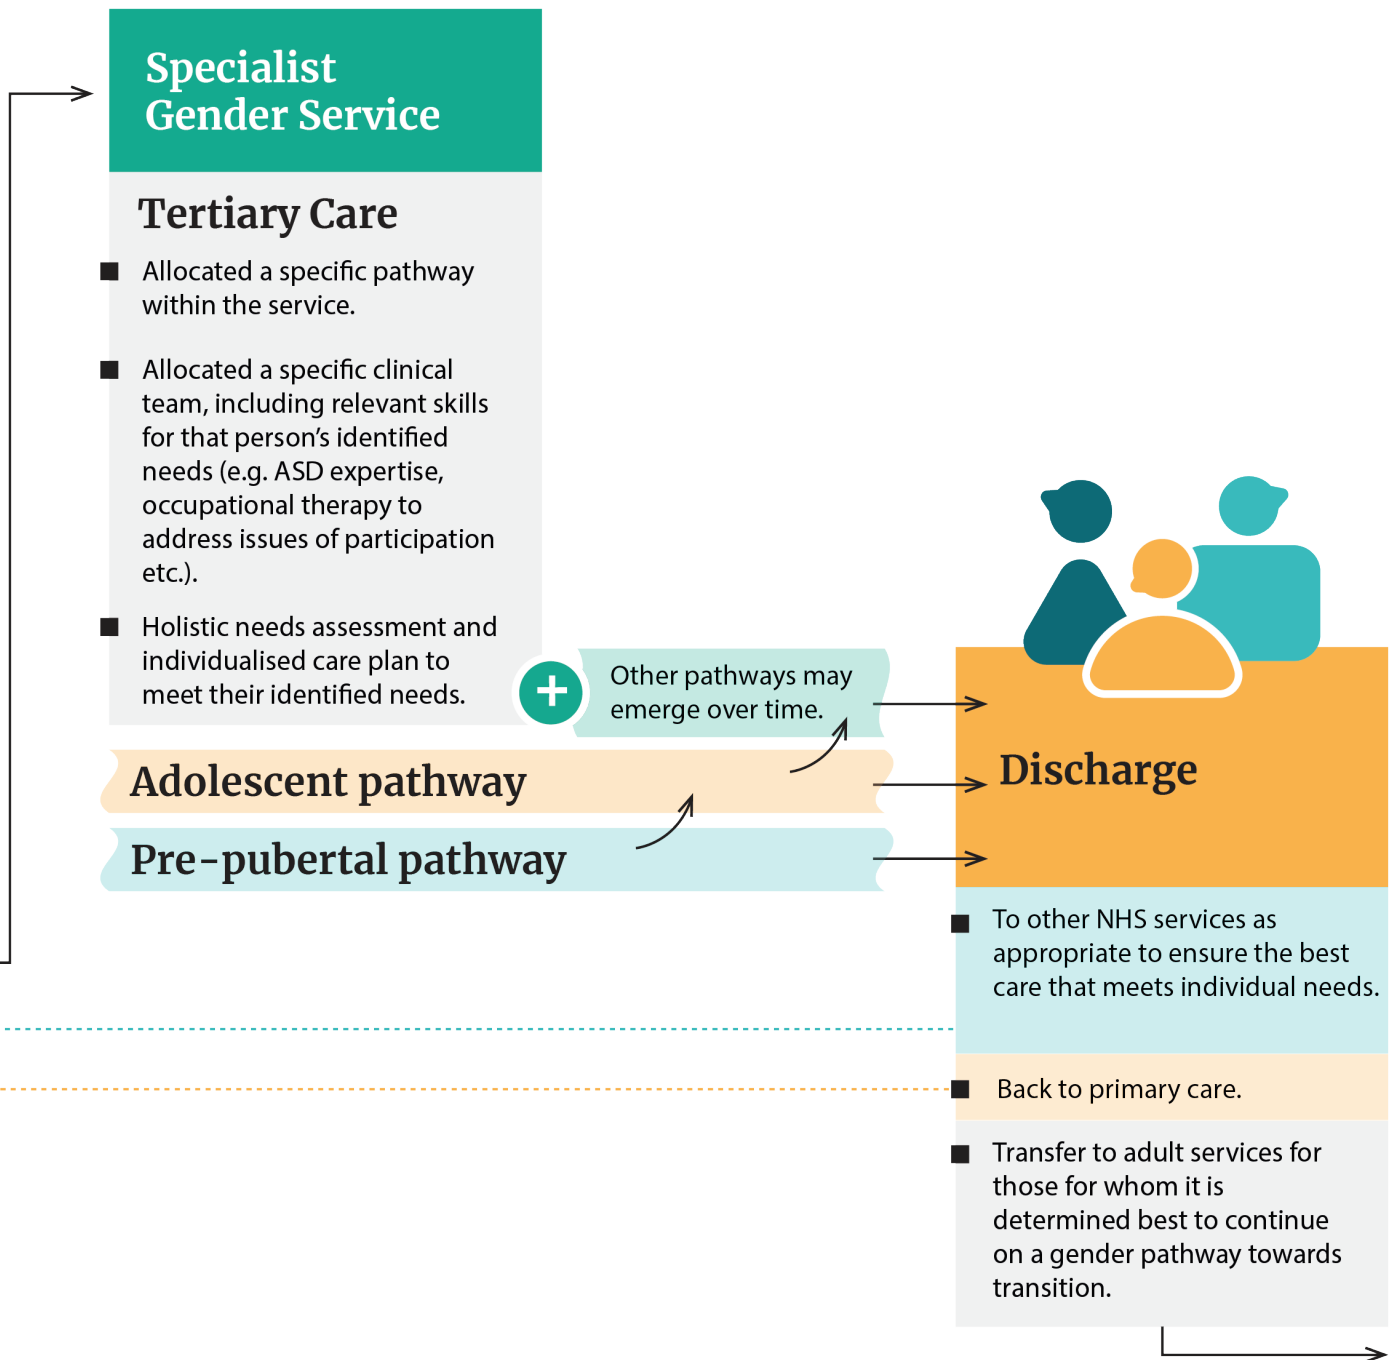 Specialist
Gender Service
Tertiary Care
Allocated a specific pathway
within the service.
Allocated a specific clinical
team, including relevant skills
for that person’s identified
needs (e.g. ASD expertise,
occupational therapy to
address issues of participation
etc.).
Holistic needs assessment and
individualised care plan to
meet their identified needs.
+
Other pathways may
emerge over time.
Adolescent pathway
Pre-pubertal pathway
Discharge
To other NHS services as
appropriate to ensure the best
care that meets individual needs.
Back to primary care.
Transfer to adult services for
those for whom it is
determined best to continue
on a gender pathway towards
transition.